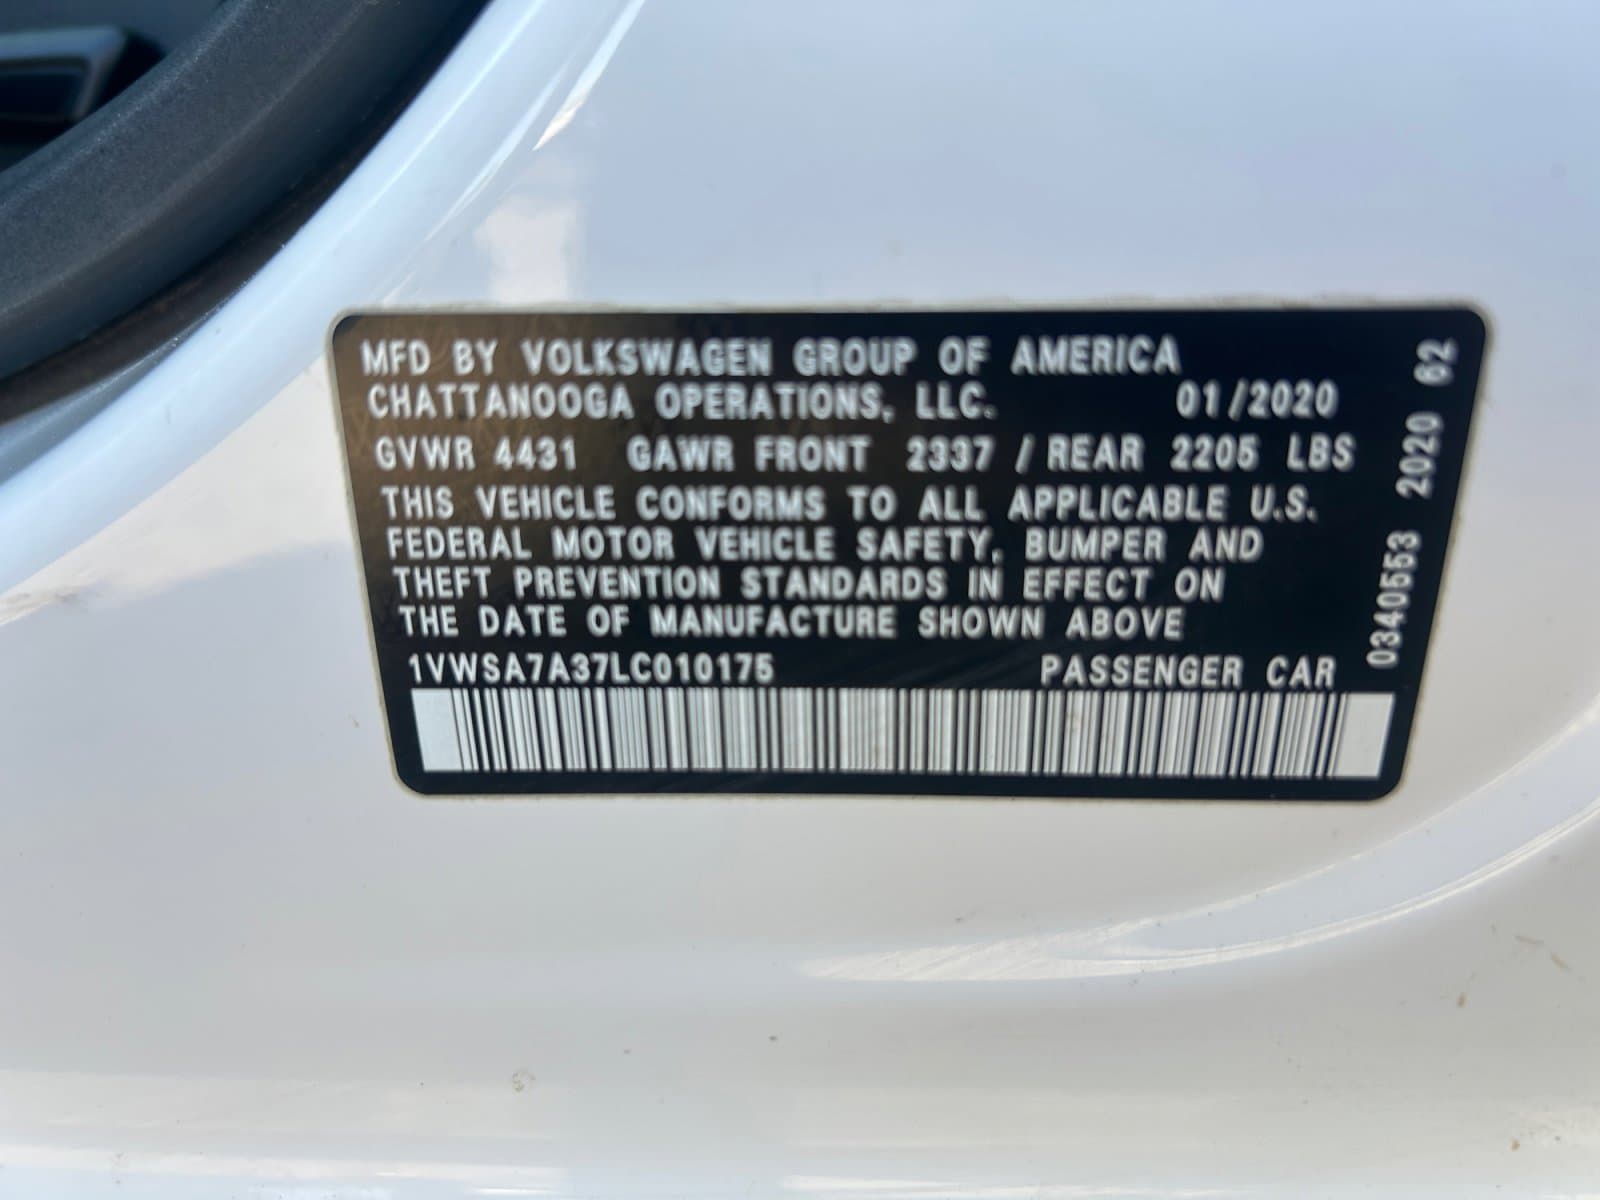 MFD BY VOLKSWAGEN GROUP OF AMERICA
CHATTANOOGA OPERATIONS, LLC. 01/2020
GVWR 4431 GAWR FRONT 2337 / REAR 2205 LBS
THIS VEHICLE CONFORMS TO ALL APPLICABLE U.S.
FEDERAL MOTOR VEHICLE SAFETY, BUMPER AND
THEFT PREVENTION STANDARDS IN EFFECT ON
THE DATE OF MANUFACTURE SHOWN ABOVE
1VWSA7A37LC010175 PASSENGER CAR
0340553 2020 62